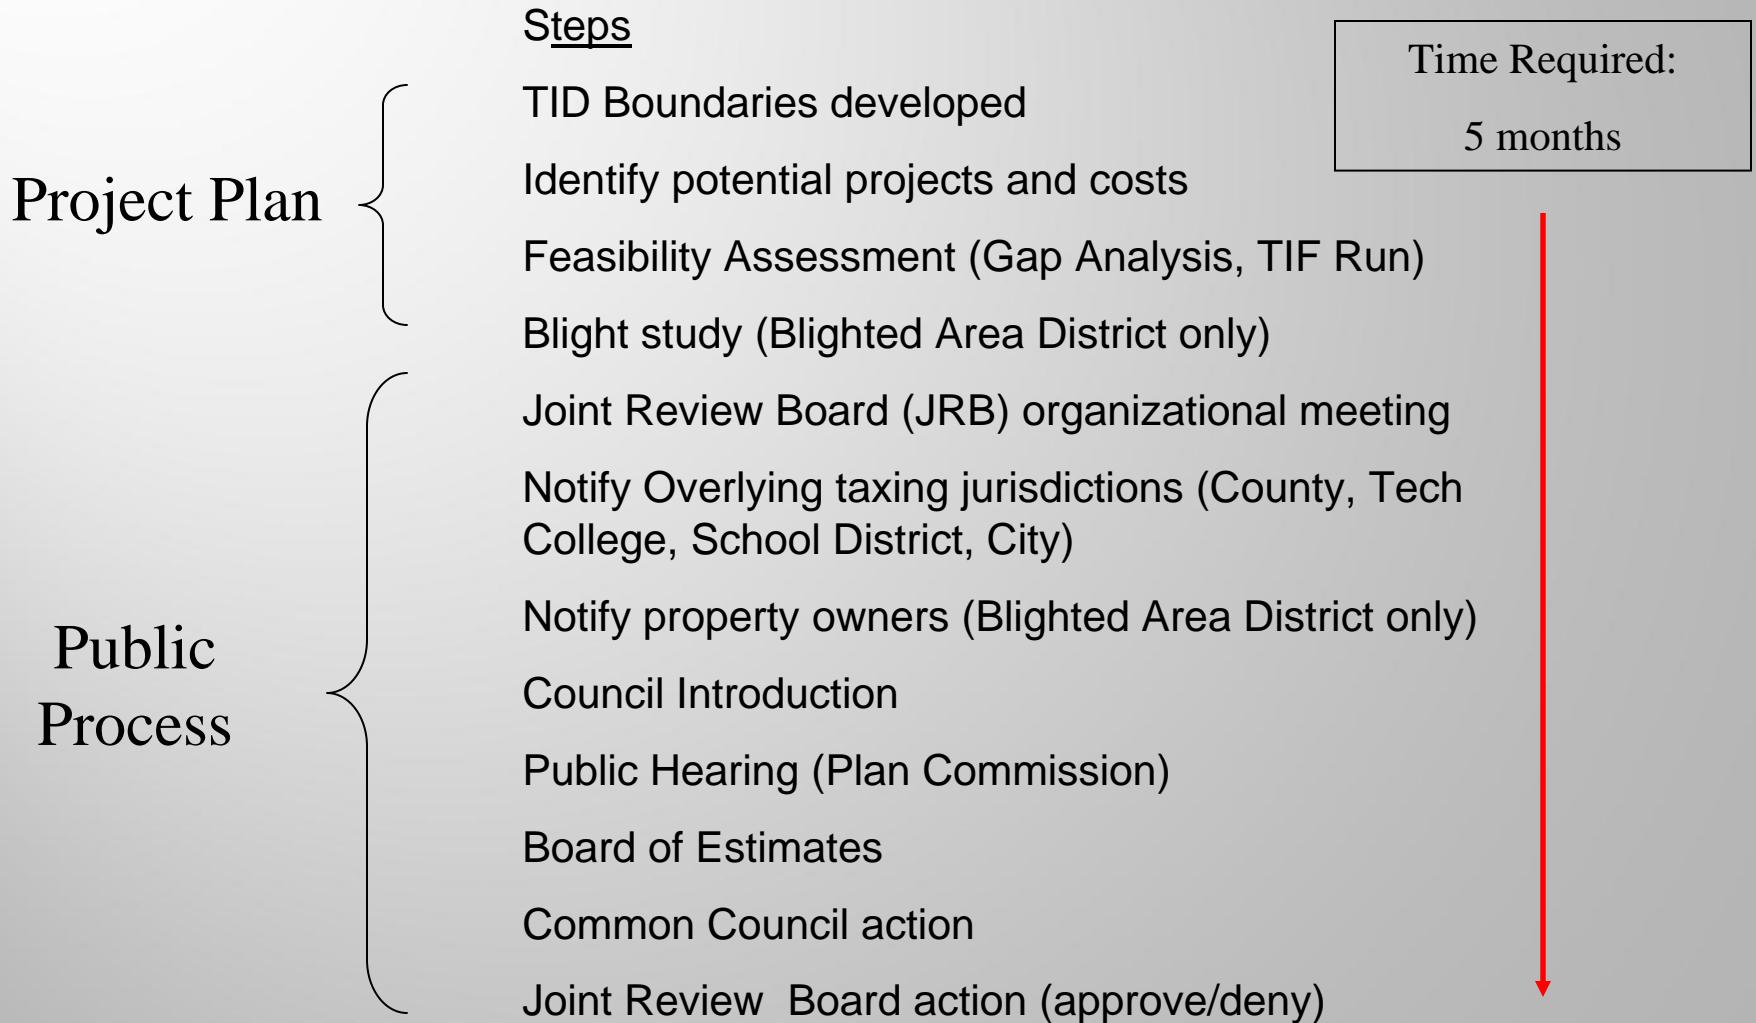 Steps
Time Required:
5 months
Project Plan
TID Boundaries developed
Identify potential projects and costs
Feasibility Assessment (Gap Analysis, TIF Run)
Blight study (Blighted Area District only)
Public
Process
Joint Review Board (JRB) organizational meeting
Notify Overlying taxing jurisdictions (County, Tech
College, School District, City)
Notify property owners (Blighted Area District only)
Council Introduction
Public Hearing (Plan Commission)
Board of Estimates
Common Council action
Joint Review  Board action (approve/deny)